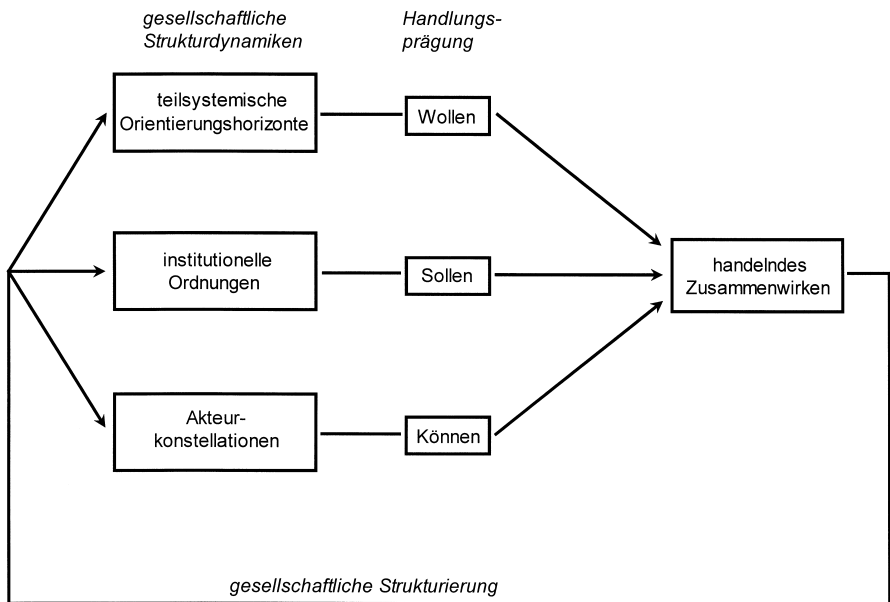 gesellschaftliche
Strukturdynamiken
Handlungs-
prägung
teilsystemische
Orientierungshorizonte
Wollen
institutionelle
Ordnungen
Sollen
handelndes
Zusammenwirken
Akteur-
konstellationen
Können
gesellschaftliche Strukturierung